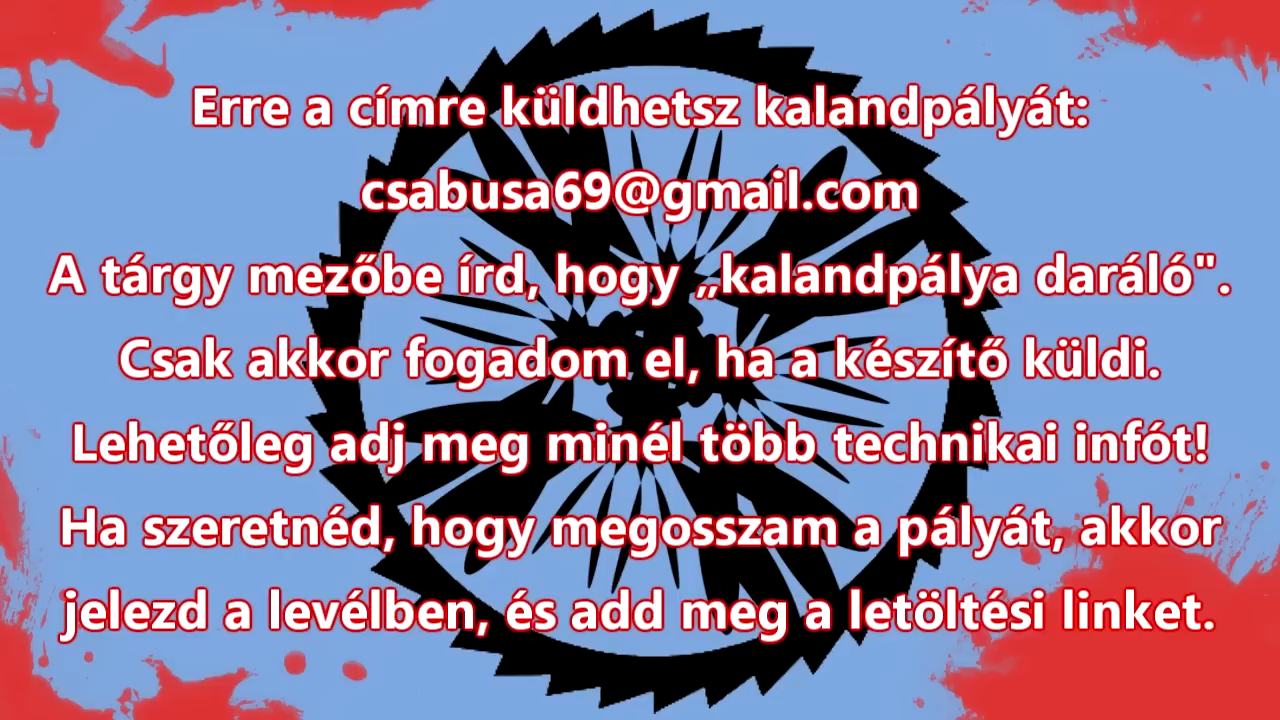 Erre a címre küldhetsz kalandpályát:
csabusa69@gmail.com
A tárgy mezőbe írd, hogy „kalandpálya daráló".
Csak akkor fogadom el, ha a készítő küldi.
Lehetőleg adj meg minél több technikai infót!
Ha szeretnéd, hogy megosszam a pályát, akkor
jelezd a levélben, és add meg a letöltési linket.